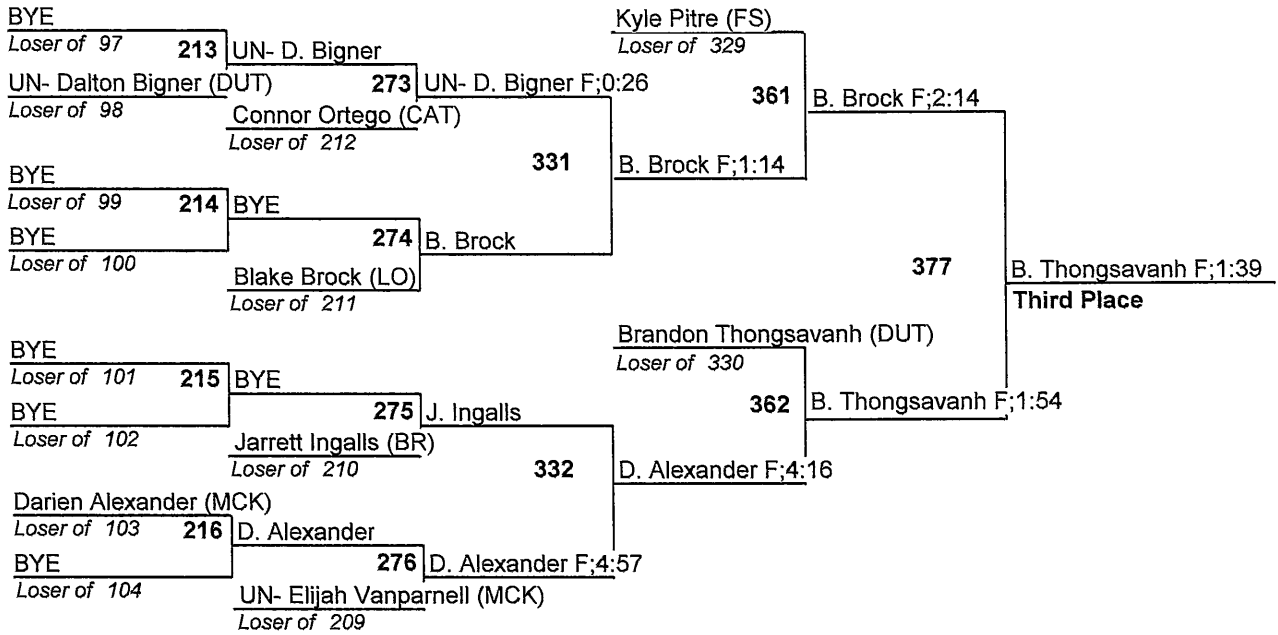 BYE
Loser of 97
213
UN- D. Bigner
UN- Dalton Bigner (DUT)
Loser of 98
273
UN- D. Bigner F;0:26
Connor Ortego (CAT)
Loser of 212
Kyle Pitre (FS)
Loser of 329
361
B. Brock F;2:14
331
B. Brock F;1:14
BYE
Loser of 99
214
BYE
BYE
Loser of 100
274
B. Brock
Blake Brock (LO)
Loser of 211
377
B. Thongsavanh F;1:39
Third Place
BYE
Loser of 101
215
BYE
BYE
Loser of 102
275
J. Ingalls
Jarrett Ingalls (BR)
Loser of 210
Brandon Thongsavanh (DUT)
Loser of 330
362
B. Thongsavanh F;1:54
332
D. Alexander F;4:16
Darien Alexander (MCK)
Loser of 103
216
D. Alexander
BYE
Loser of 104
276
D. Alexander F;4:57
UN- Elijah Vanparnell (MCK)
Loser of 209